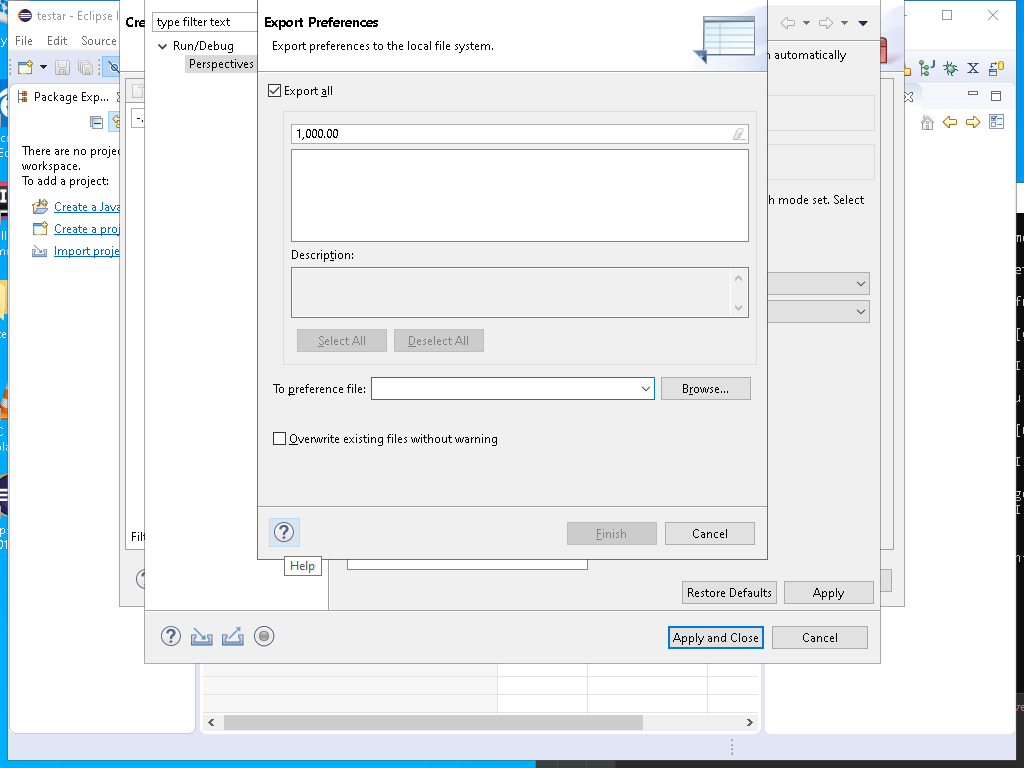 testar - Eclipse I
File Edit Source
Package Exp...
There are no projec
workspace.
To add a project:
Create a Java
Create a proj
Import proje
Cre
type filter text
Run/Debug
Perspectives
Export Preferences
Export preferences to the local file system.
Export all
1,000.00
Description:
Select All
Deselect All
To preference file:
Browse...
Overwrite existing files without warning
Finish
Cancel
Help
automatically
h mode set. Select
Filt
Restore Defaults
Apply
Apply and Close
Cancel